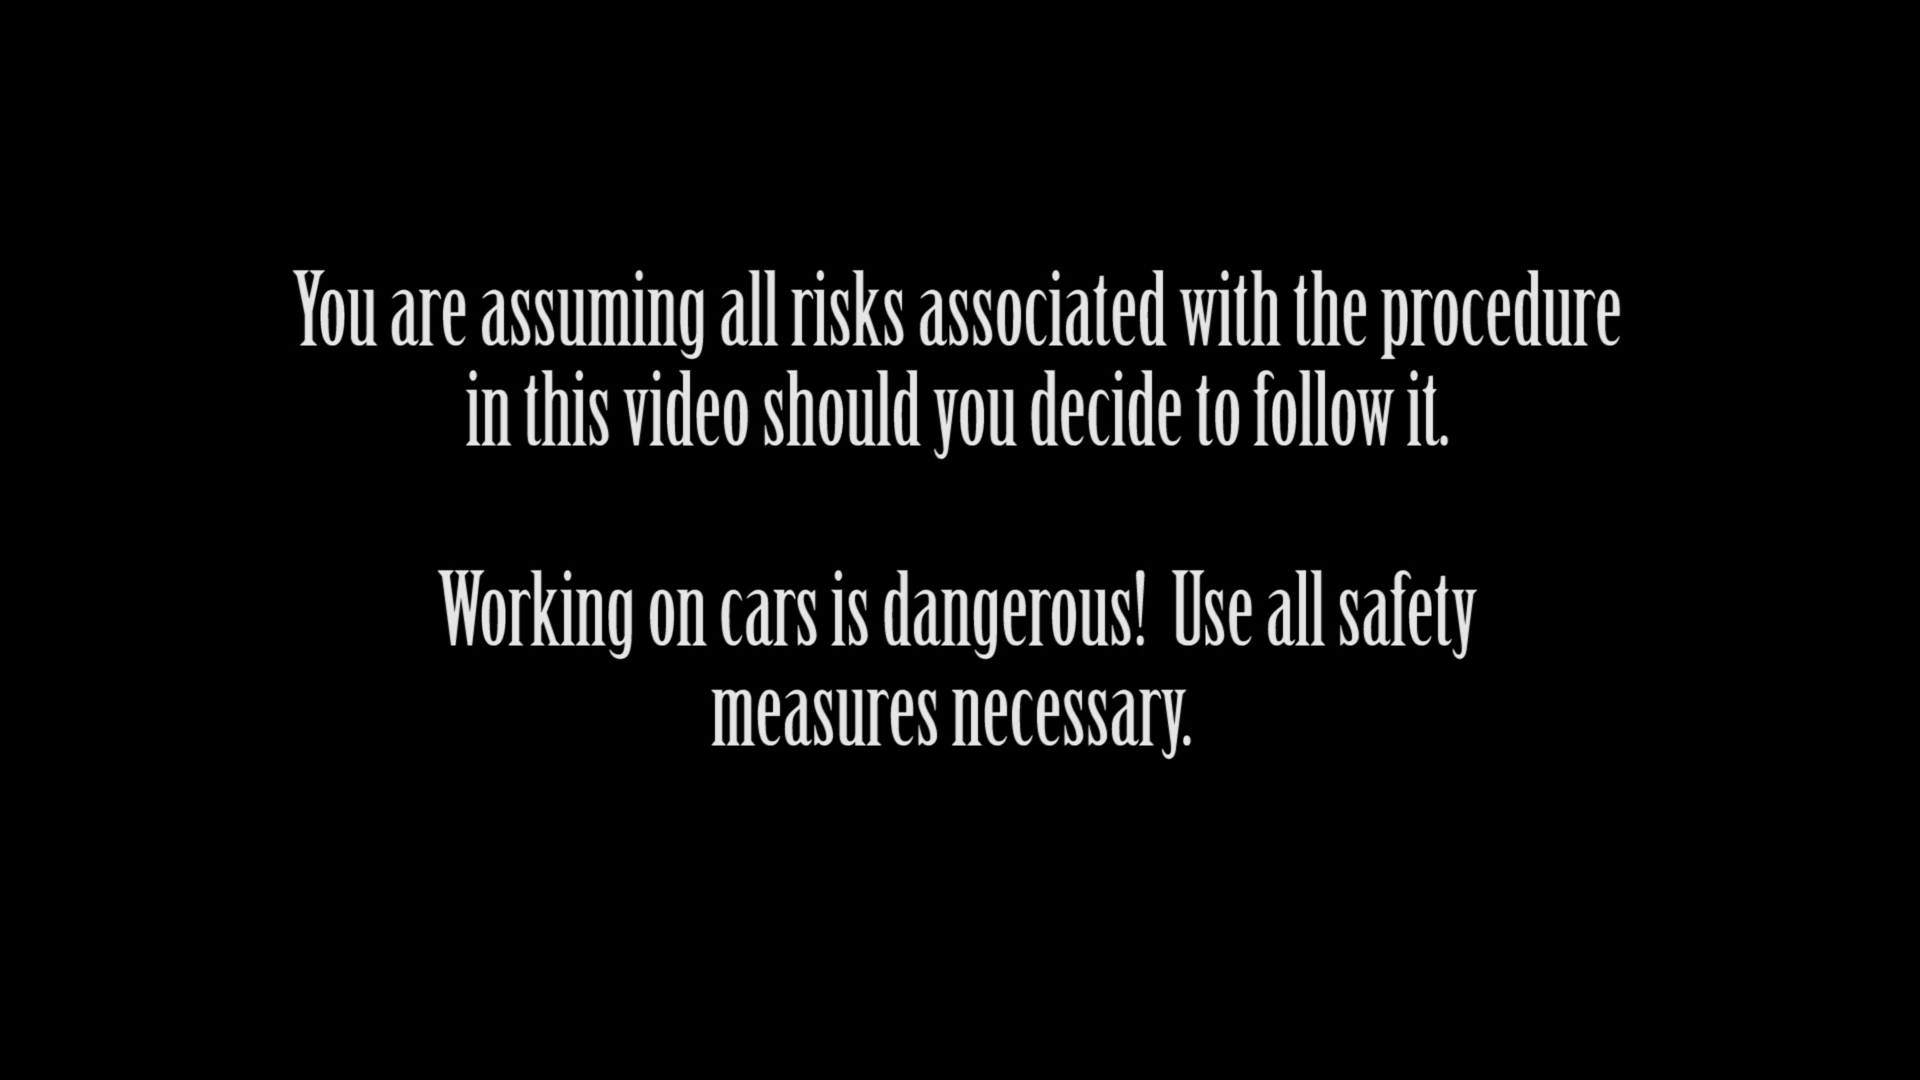 You are assuming all risks associated with the procedure
in this video should you decide to follow it.
Working on cars is dangerous!  Use all safety
measures necessary.